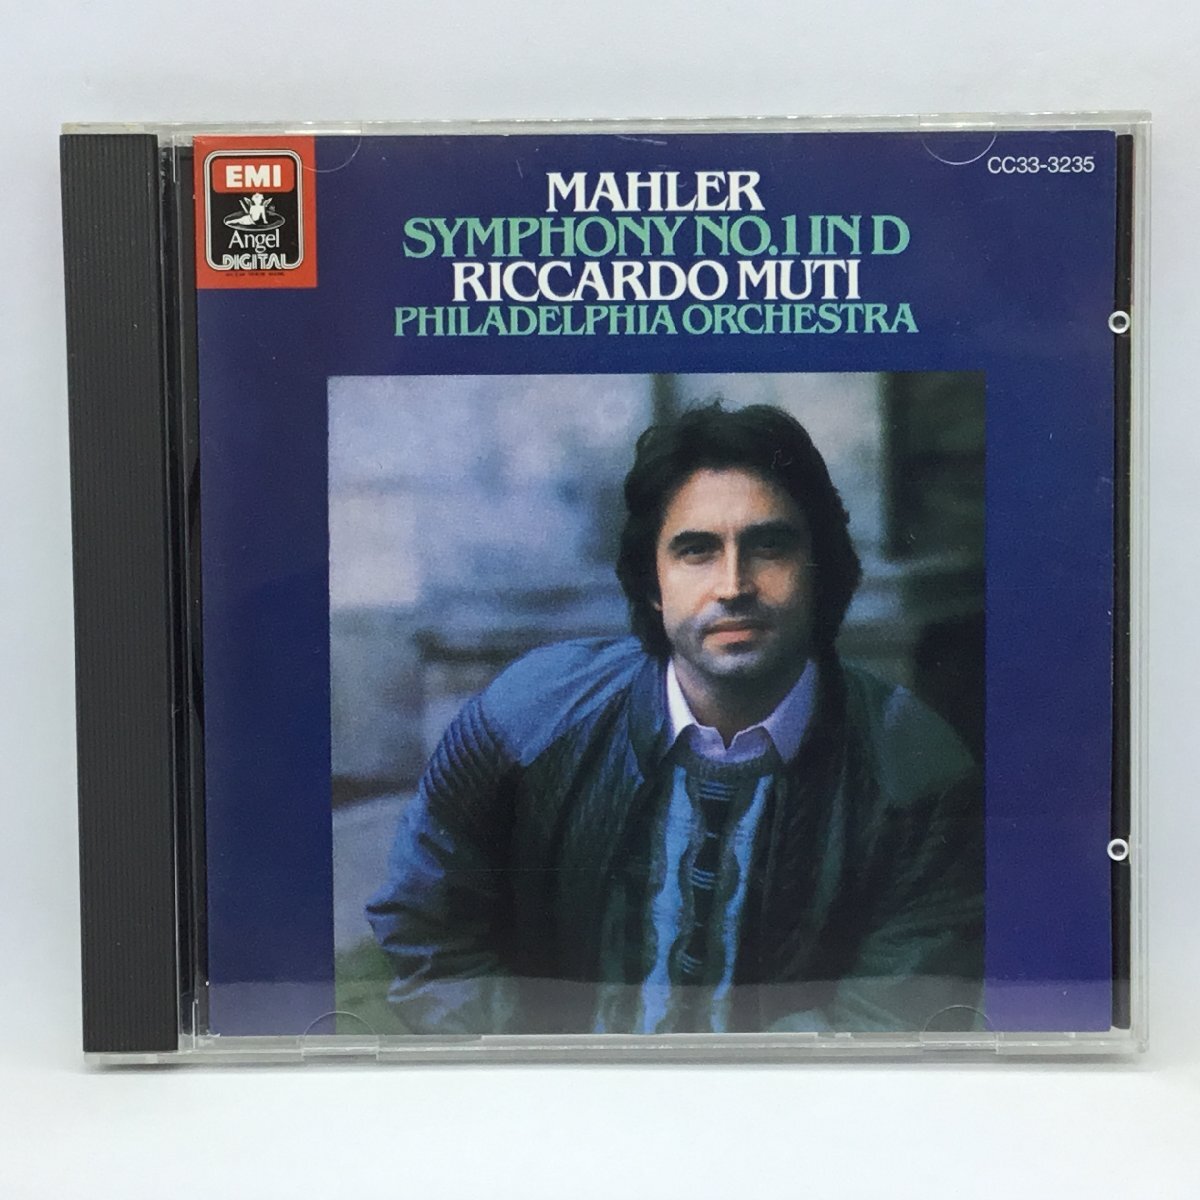 EMI
Angel
DIGITAL
CC33-3235
MAHLER
SYMPHONY NO.1 IN D
RICCARDO MUTI
PHILADELPHIA ORCHESTRA